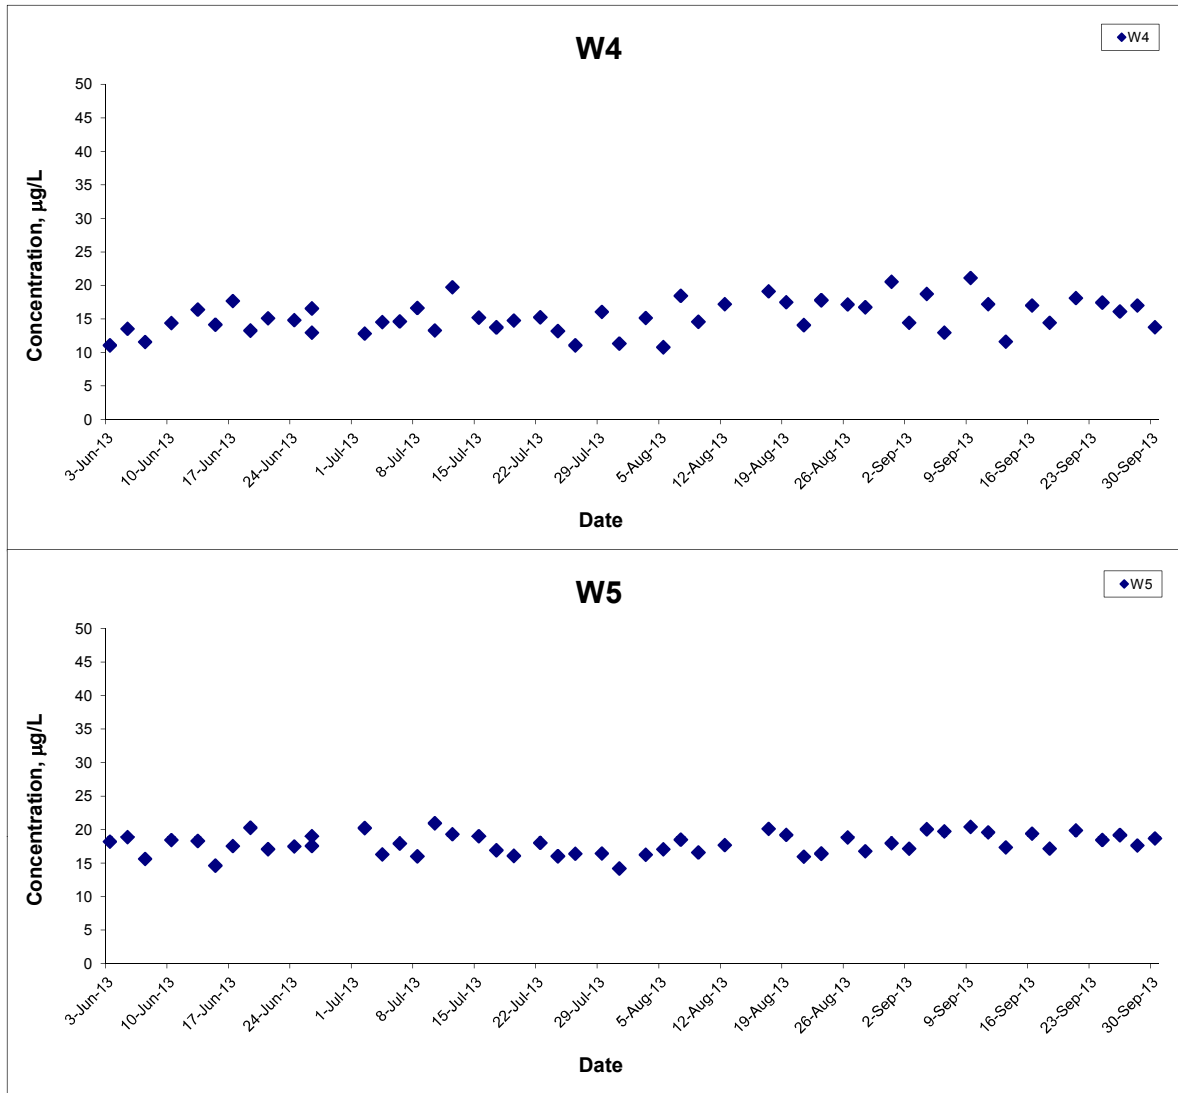 W4
W4
Concentration, µg/L
50
45
40
35
30
25
20
15
10
5
0
3-Jun-13
10-Jun-13
17-Jun-13
24-Jun-13
1-Jul-13
8-Jul-13
15-Jul-13
22-Jul-13
29-Jul-13
5-Aug-13
12-Aug-13
19-Aug-13
26-Aug-13
2-Sep-13
9-Sep-13
16-Sep-13
23-Sep-13
30-Sep-13
Date
W5
W5
Concentration, µg/L
50
45
40
35
30
25
20
15
10
5
0
3-Jun-13
10-Jun-13
17-Jun-13
24-Jun-13
1-Jul-13
8-Jul-13
15-Jul-13
22-Jul-13
29-Jul-13
5-Aug-13
12-Aug-13
19-Aug-13
26-Aug-13
2-Sep-13
9-Sep-13
16-Sep-13
23-Sep-13
30-Sep-13
Date